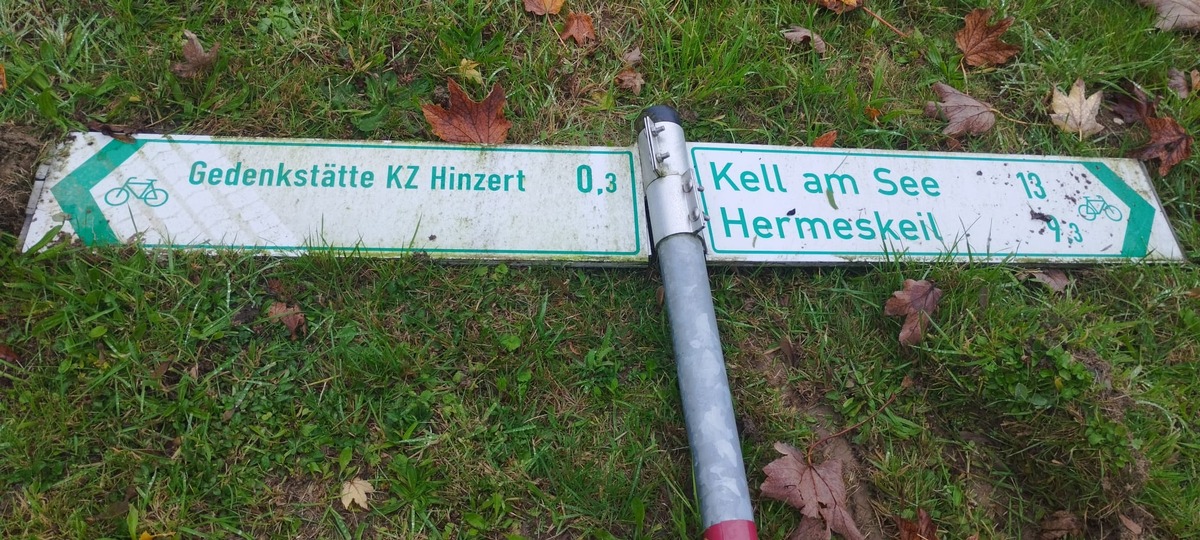 Gedenkstätte KZ Hinzert 0,3
Kell am See 13
Hermeskeil 9,3